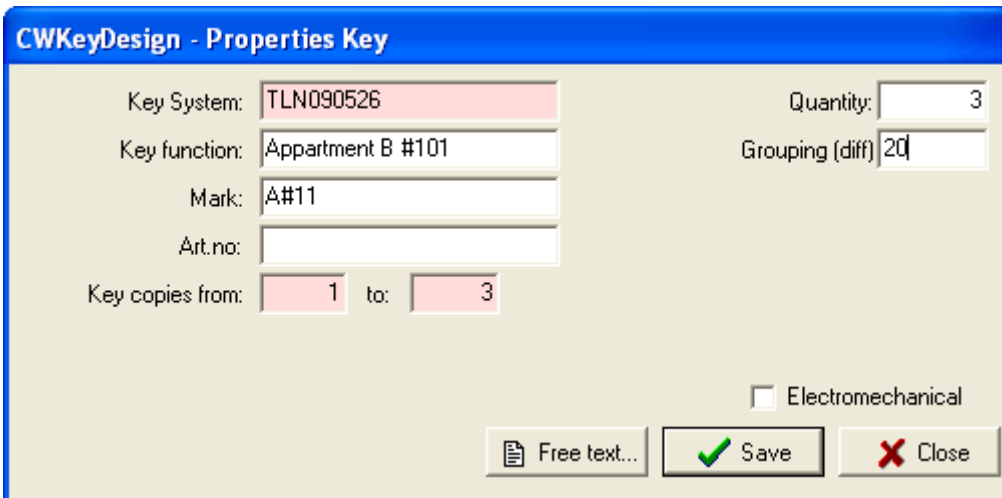 CWKeyDesign - Properties Key
Key System: TLN090526 Quantity: 3
Key function: Appartment B #101 Grouping (diff) 20
Mark: A#11
Art.no:
Key copies from: 1 to: 3
Electromechanical
Free text... Save Close